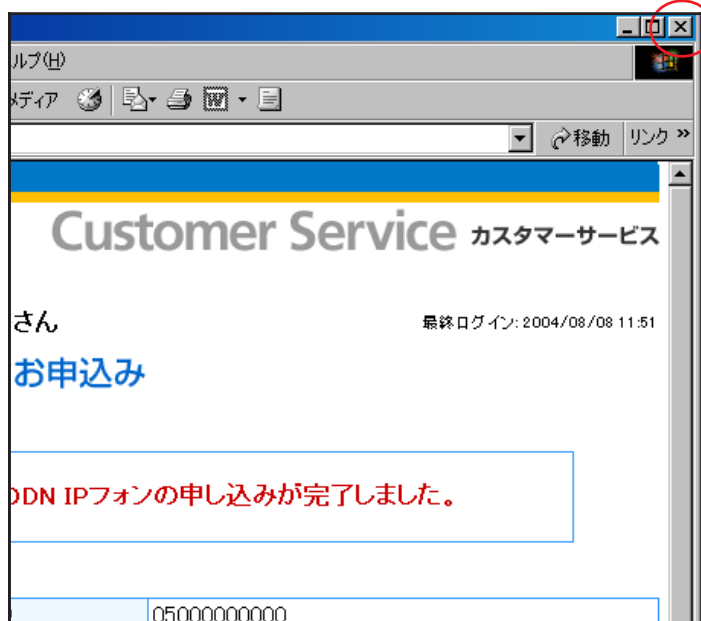 ルプ(H)
メディア
移動 リンク »
Customer Service カスタマーサービス
さん
最終ログイン: 2004/08/08 11:51
お申込み
ODN IPフォンの申し込みが完了しました。
05000000000